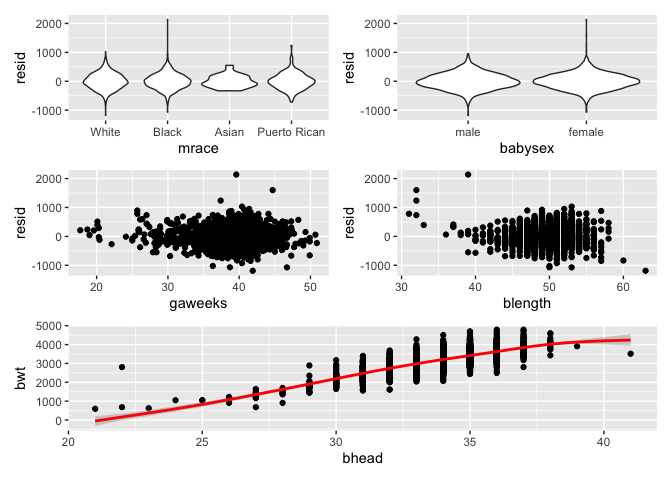 2000
1000
0
-1000
resid
White Black Asian Puerto Rican
mrace
2000
1000
0
-1000
resid
male female
babysex
2000
1000
0
-1000
resid
20 30 40 50
gaweeks
2000
1000
0
-1000
resid
30 40 50 60
blength
5000
4000
3000
2000
1000
0
bwt
20 25 30 35 40
bhead